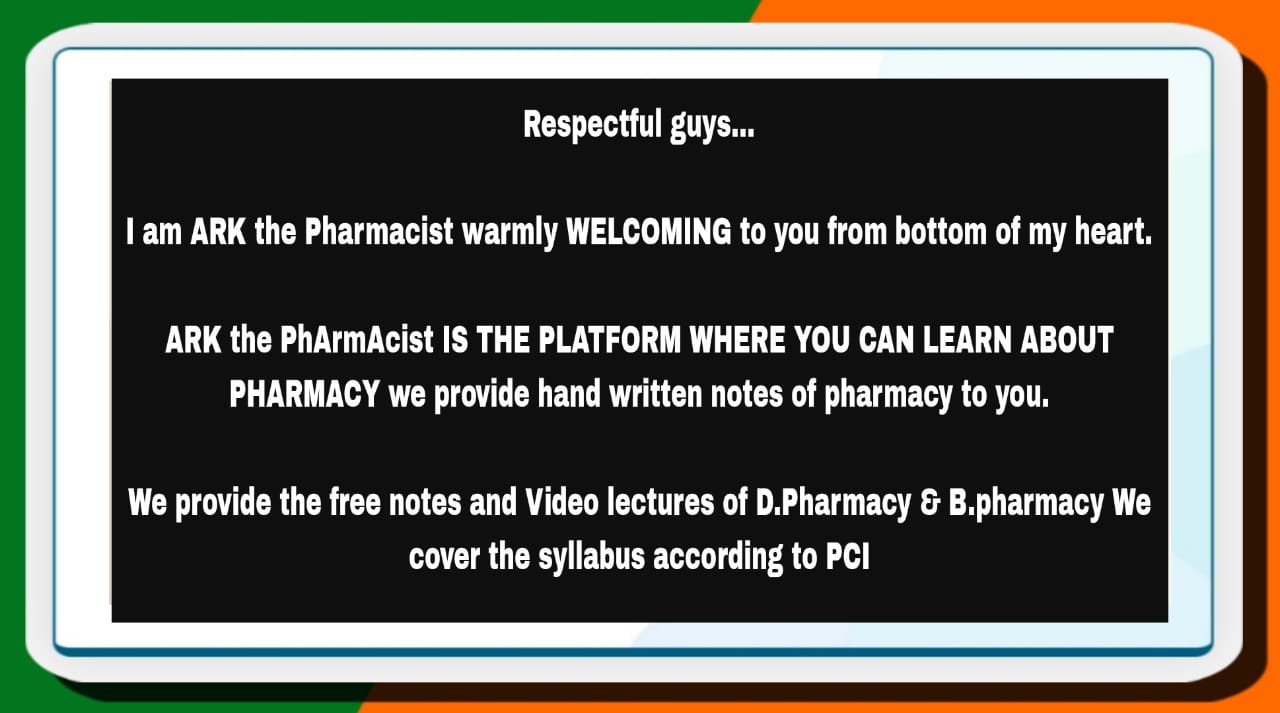 Respectful guys...
I am ARK the Pharmacist warmly WELCOMING to you from bottom of my heart.
ARK the PhArmAcist IS THE PLATFORM WHERE YOU CAN LEARN ABOUT
PHARMACY we provide hand written notes of pharmacy to you.
We provide the free notes and Video lectures of D.Pharmacy & B.pharmacy We
cover the syllabus according to PCI